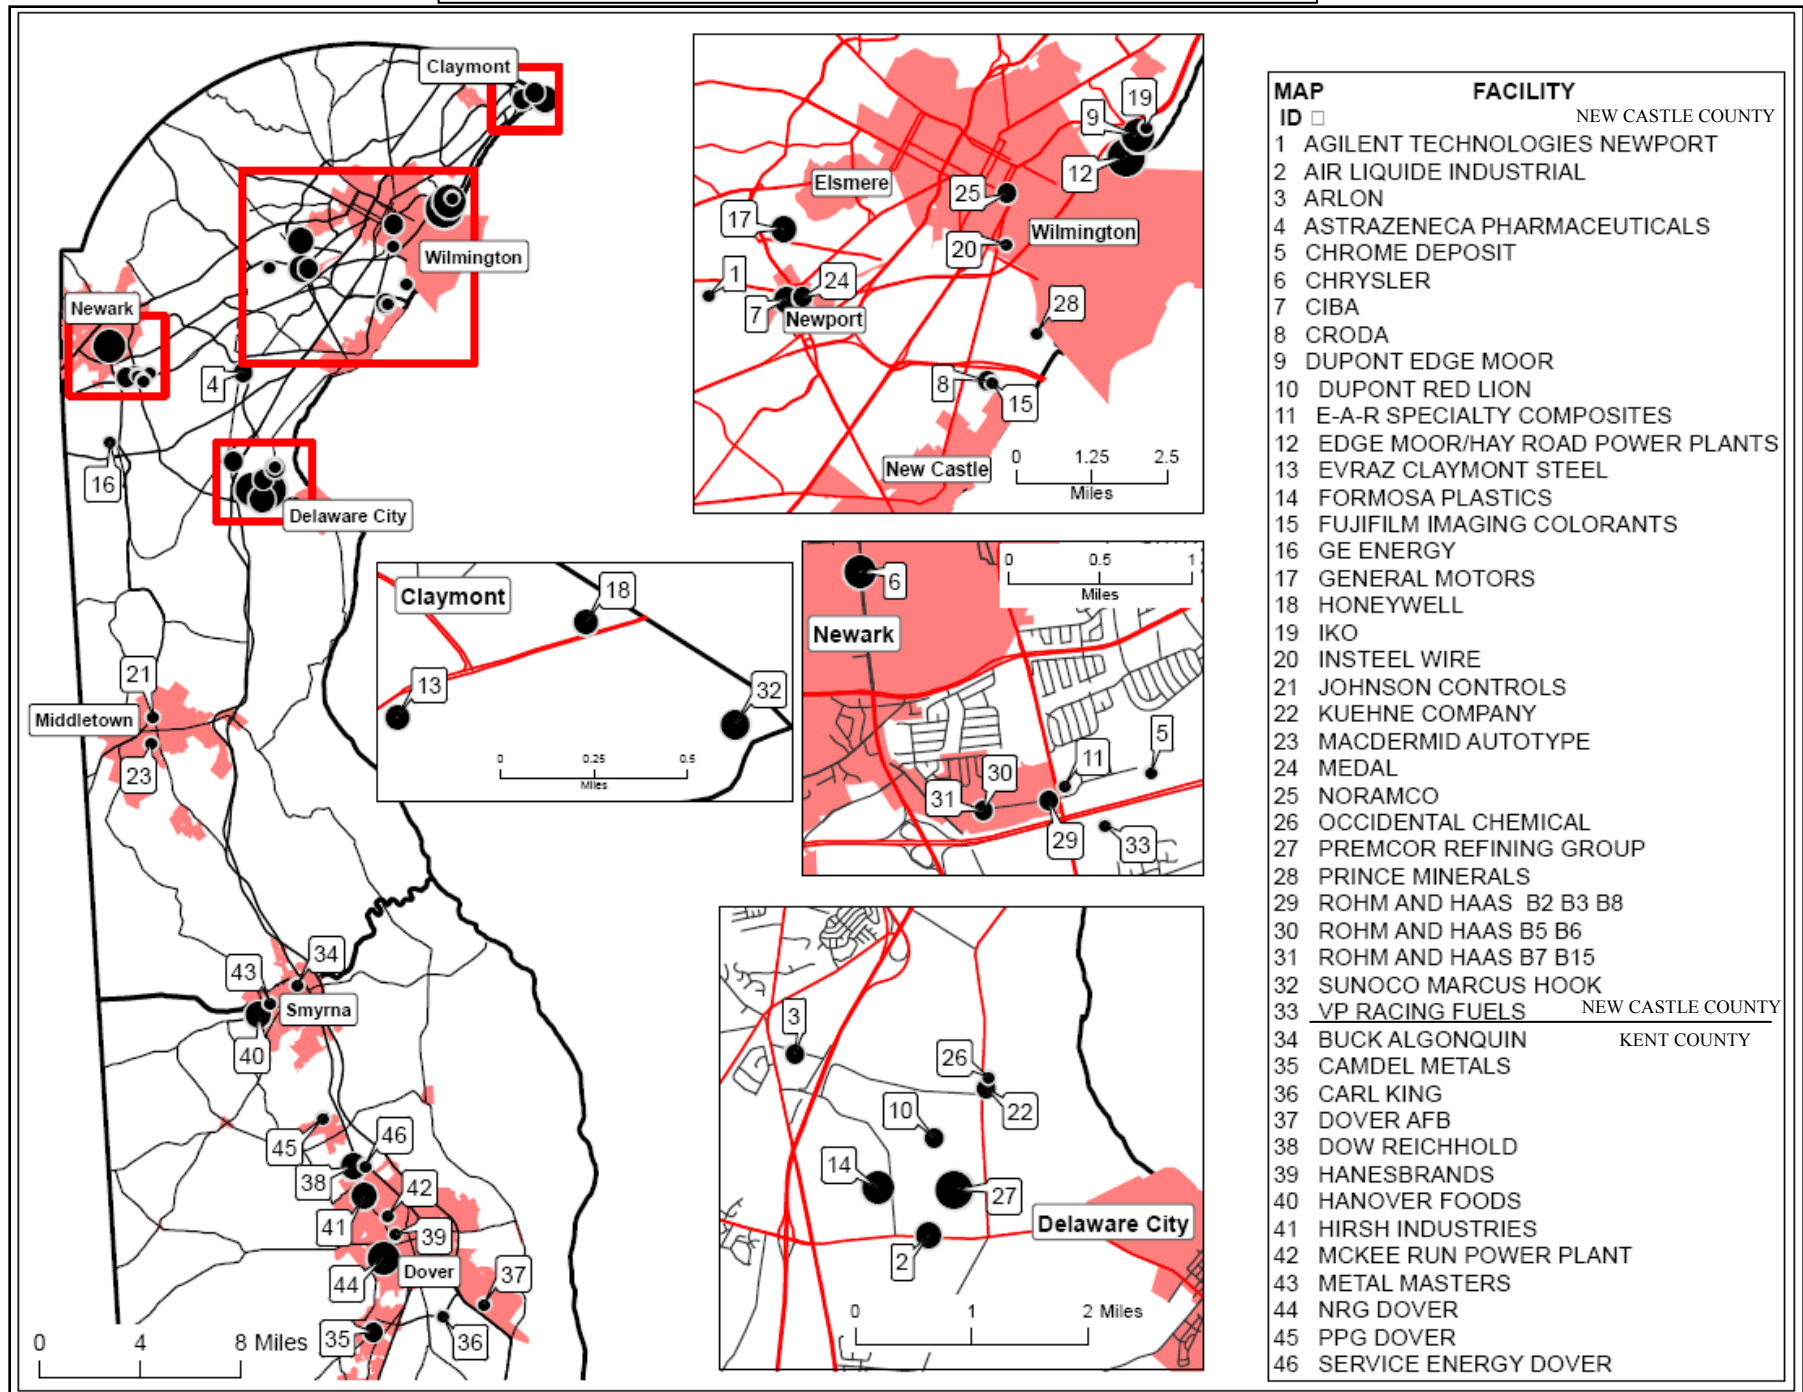 MAP FACILITY
ID □ NEW CASTLE COUNTY
1 AGILENT TECHNOLOGIES NEWPORT
2 AIR LIQUIDE INDUSTRIAL
3 ARLON
4 ASTRAZENECA PHARMACEUTICALS
5 CHROME DEPOSIT
6 CHRYSLER
7 CIBA
8 CRODA
9 DUPONT EDGE MOOR
10 DUPONT RED LION
11 E-A-R SPECIALTY COMPOSITES
12 EDGE MOOR/HAY ROAD POWER PLANTS
13 EVRAZ CLAYMONT STEEL
14 FORMOSA PLASTICS
15 FUJIFILM IMAGING COLORANTS
16 GE ENERGY
17 GENERAL MOTORS
18 HONEYWELL
19 IKO
20 INSTEEL WIRE
21 JOHNSON CONTROLS
22 KUEHNE COMPANY
23 MACDERMID AUTOTYPE
24 MEDAL
25 NORAMCO
26 OCCIDENTAL CHEMICAL
27 PREMCOR REFINING GROUP
28 PRINCE MINERALS
29 ROHM AND HAAS B2 B3 B8
30 ROHM AND HAAS B5 B6
31 ROHM AND HAAS B7 B15
32 SUNOCO MARCUS HOOK
33 VP RACING FUELS NEW CASTLE COUNTY
34 BUCK ALGONQUIN KENT COUNTY
35 CAMDEL METALS
36 CARL KING
37 DOVER AFB
38 DOW REICHHOLD
39 HANESBRANDS
40 HANOVER FOODS
41 HIRSH INDUSTRIES
42 MCKEE RUN POWER PLANT
43 METAL MASTERS
44 NRG DOVER
45 PPG DOVER
46 SERVICE ENERGY DOVER
Claymont
Wilmington
Newark
4
16
Delaware City
21
Middletown
23
34
43
Smyrna
40
45
46
38
42
41
39
Dover
44
37
35
36
0 4 8 Miles
19
9
12
Elsmere
25
17
Wilmington
20
1
24
7
Newport
28
8
15
New Castle
0 1.25 2.5
Miles
Claymont
18
13
32
0 0.25 0.5
Miles
0 0.5 1
Miles
6
Newark
5
11
30
31
29
33
3
26
22
10
14
27
Delaware City
2
0 1 2 Miles